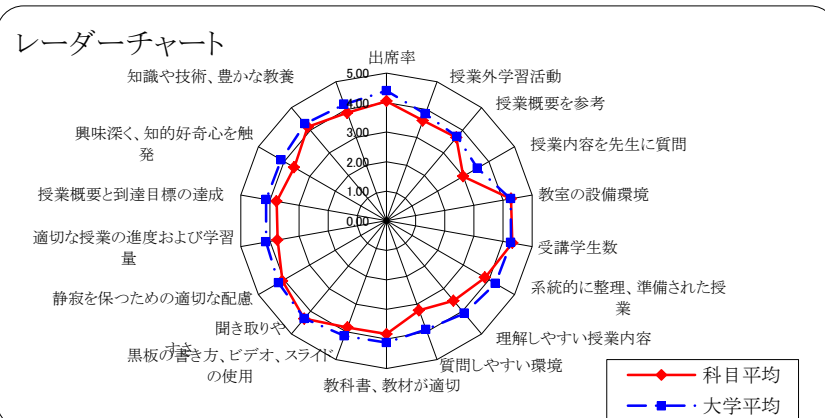 レーダーチャート
出席率
授業外学習活動
授業概要を参考
授業内容を先生に質問
教室の設備環境
受講学生数
系統的に整理、準備された授
業
理解しやすい授業内容
質問しやすい環境
教科書、教材が適切
黒板の書き方、ビデオ、スライド
の使用
聞き取りや
すさ
静寂を保つための適切な配慮
適切な授業の進度および学習
量
授業概要と到達目標の達成
興味深く、知的好奇心を触
発
知識や技術、豊かな教養
5.00
4.00
3.00
2.00
1.00
0.00
科目平均
大学平均